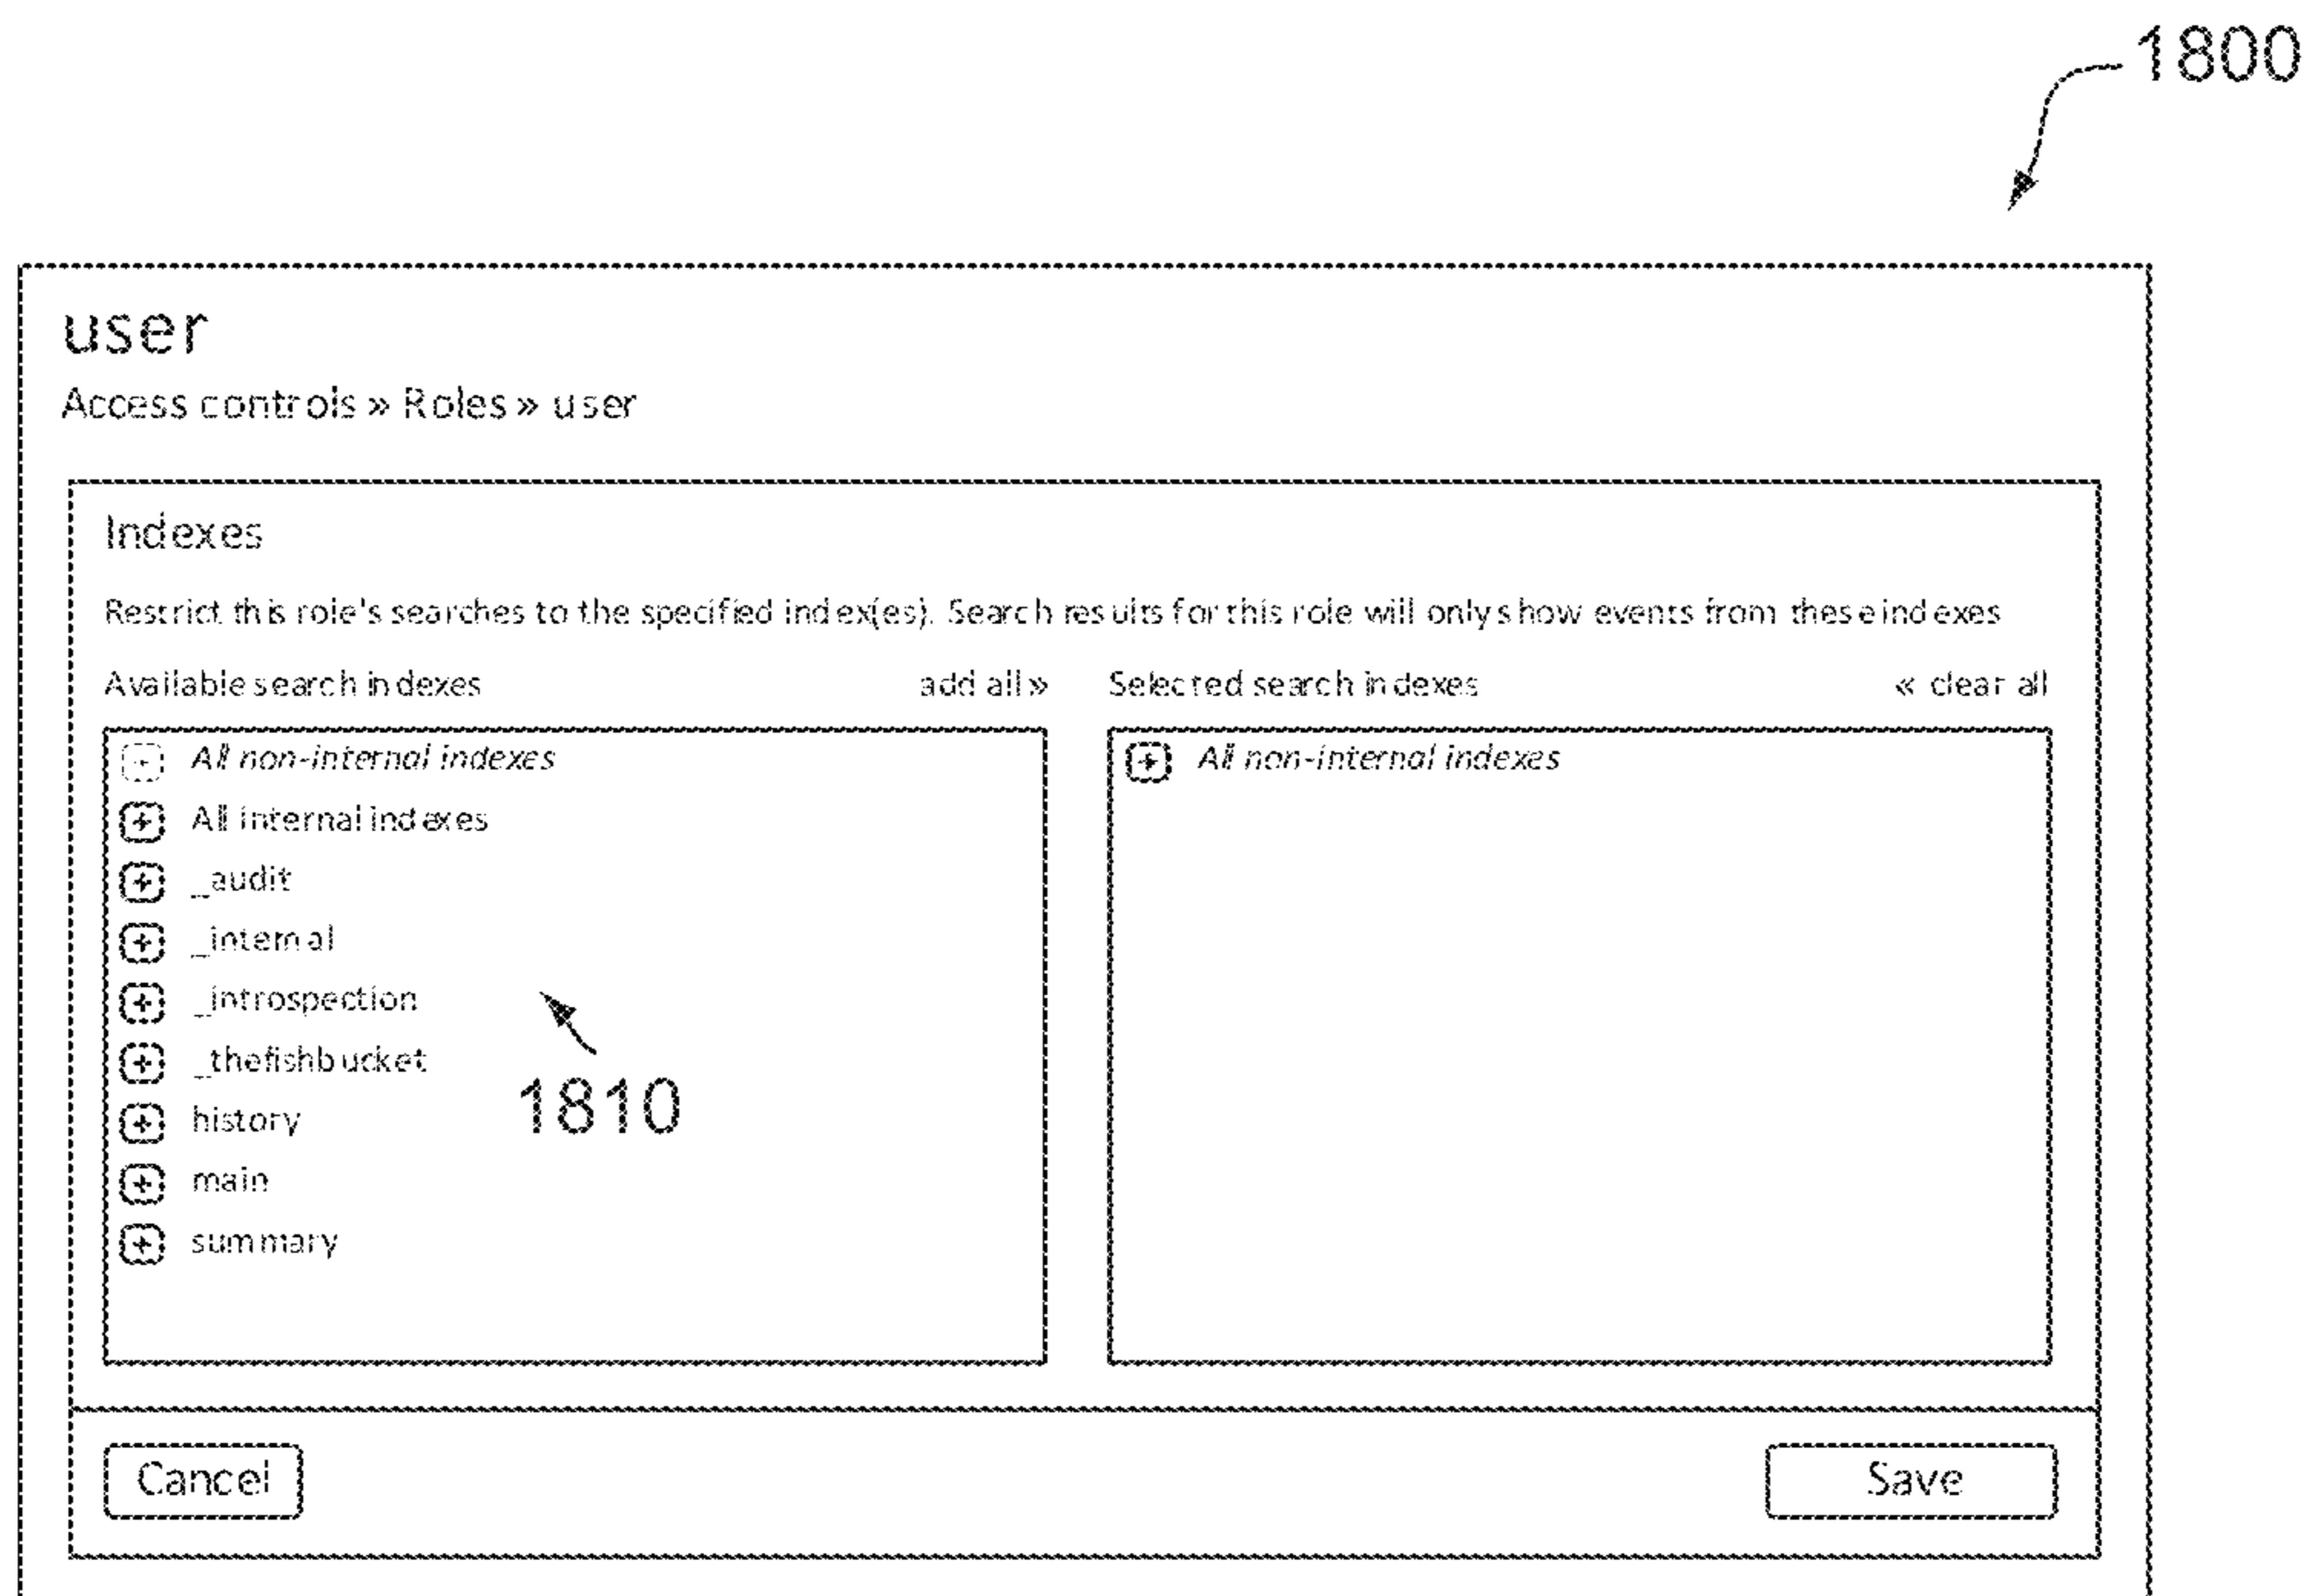 1800
user
Access controls » Roles » user
Indexes
Restrict this role's searches to the specified index(es). Search results for this role will only show events from these indexes
Available search indexes add all » Selected search indexes « clear all
All non-internal indexes
All internal indexes
_audit
_internal
_introspection
_thefishbucket
history
main
summary
1810
All non-internal indexes
Cancel Save